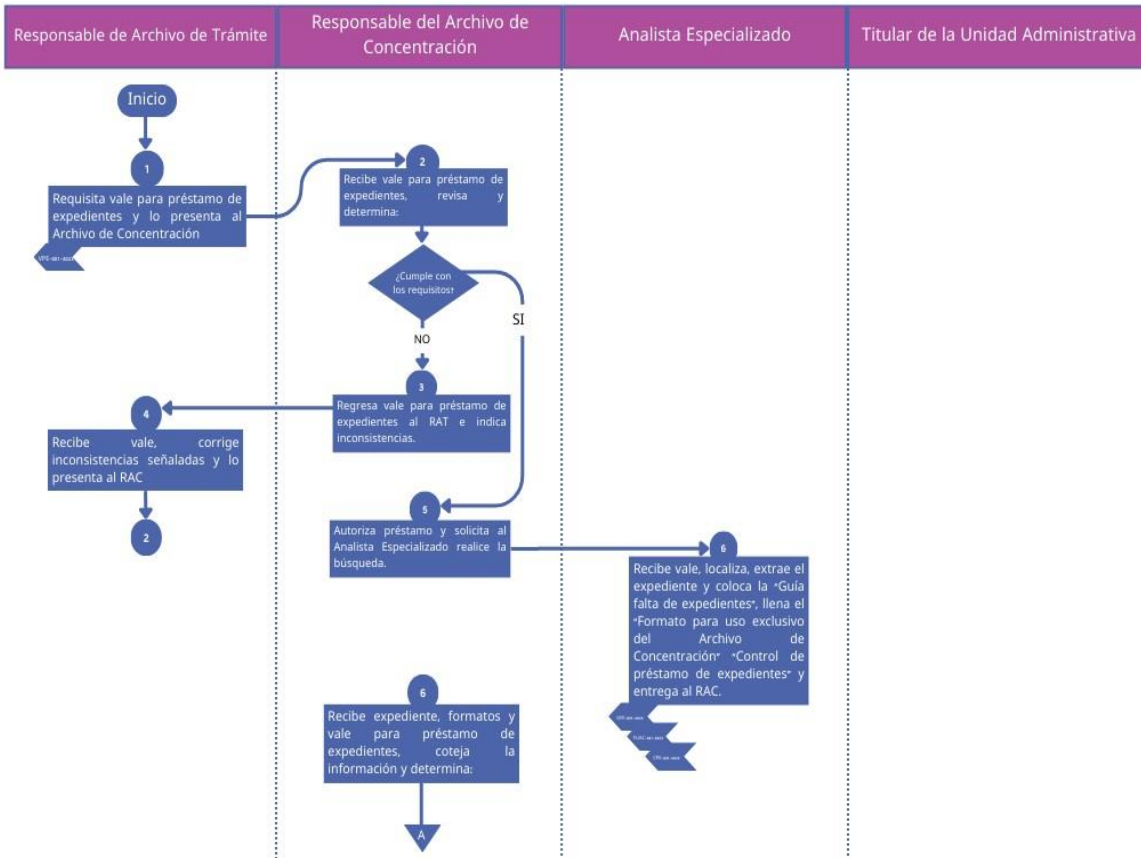 Responsable de Archivo de Trámite
Responsable del Archivo de
Concentración
Analista Especializado
Titular de la Unidad Administrativa
Inicio
1
Requisita vale para préstamo de
expedientes y lo presenta al
Archivo de Concentración
2
Recibe vale para préstamo de
expedientes, revisa y
determina:
¿Cumple con
los requisitos?
SI
NO
3
Regresa vale para préstamo de
expedientes al RAT e indica
inconsistencias.
4
Recibe vale, corrige
inconsistencias señaladas y lo
presenta al RAC
2
5
Autoriza préstamo y solicita al
Analista Especializado realice la
búsqueda.
6
Recibe vale, localiza, extrae el
expediente y coloca la "Guía
falta de expedientes", llena el
"Formato para uso exclusivo
del Archivo de
Concentración" "Control de
préstamo de expedientes" y
entrega al RAC.
6
Recibe expediente, formatos y
vale para préstamo de
expedientes, coteja la
información y determina:
A